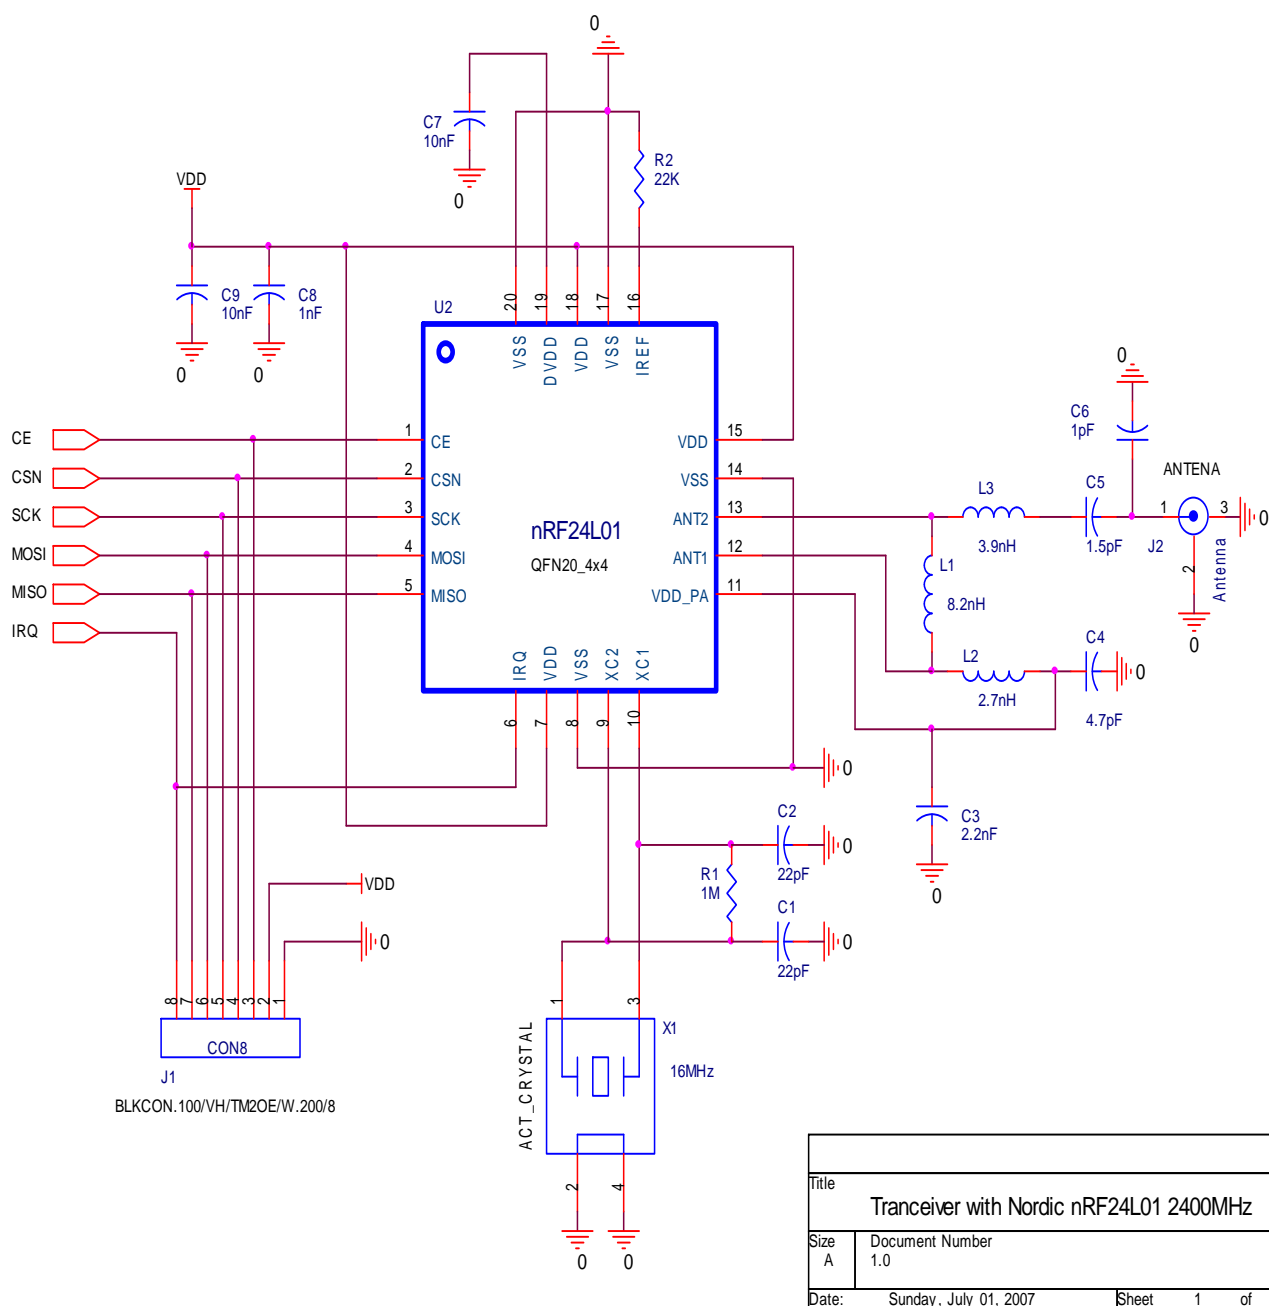 0
C7
10nF
0
R2
22K
VDD
C9
10nF
0
C8
1nF
0
U2
20
19
18
17
16
VSS
DVDD
VDD
VSS
IREF
CE
CSN
SCK
MOSI
MISO
IRQ
1
2
3
4
5
CE
CSN
SCK
MOSI
MISO
nRF24L01
QFN20_4x4
VDD
VSS
ANT2
ANT1
VDD_PA
15
14
13
12
11
IRQ
VDD
VSS
XC2
XC1
6
7
8
9
10
0
C6
1pF
ANTENA
L3
3.9nH
C5
1.5pF
J2
1
3
0
2
Antenna
0
L1
8.2nH
L2
2.7nH
C4
4.7pF
0
0
C3
2.2nF
0
C2
22pF
0
R1
1M
C1
22pF
0
VDD
0
8
7
6
5
4
3
2
1
CON8
J1
BLKCON.100/VH/TM2OE/W.200/8
1
3
X1
16MHz
ACT_CRYSTAL
2
4
0
0
Title
Tranceiver with Nordic nRF24L01 2400MHz
Size
A
Document Number
1.0
Date:
Sunday, July 01, 2007
Sheet
1
of